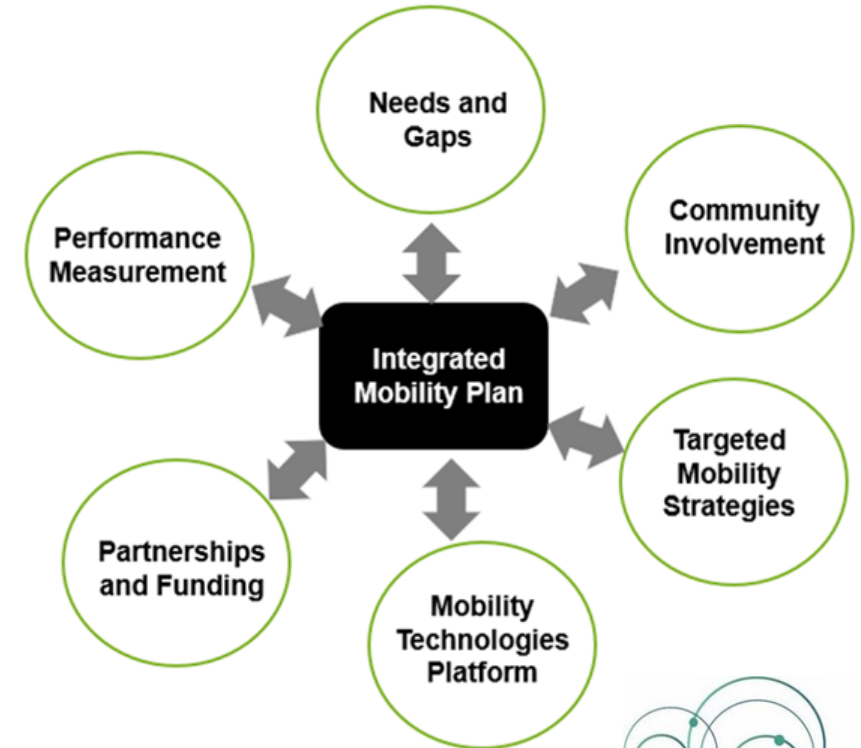 Needs and
Gaps
Community
Involvement
Performance
Measurement
Integrated
Mobility Plan
Targeted
Mobility
Strategies
Partnerships
and Funding
Mobility
Technologies
Platform